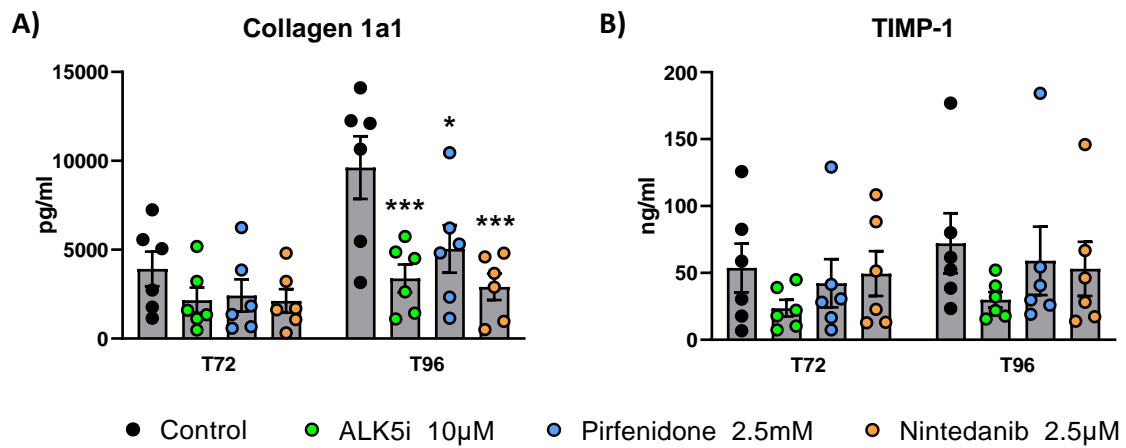 A)
Collagen 1a1
pg/ml
15000
10000
5000
0
*
***
***
T72
T96
B)
TIMP-1
ng/ml
200
150
100
50
0
T72
T96
Control
ALK5i 10µM
Pirfenidone 2.5mM
Nintedanib 2.5µM